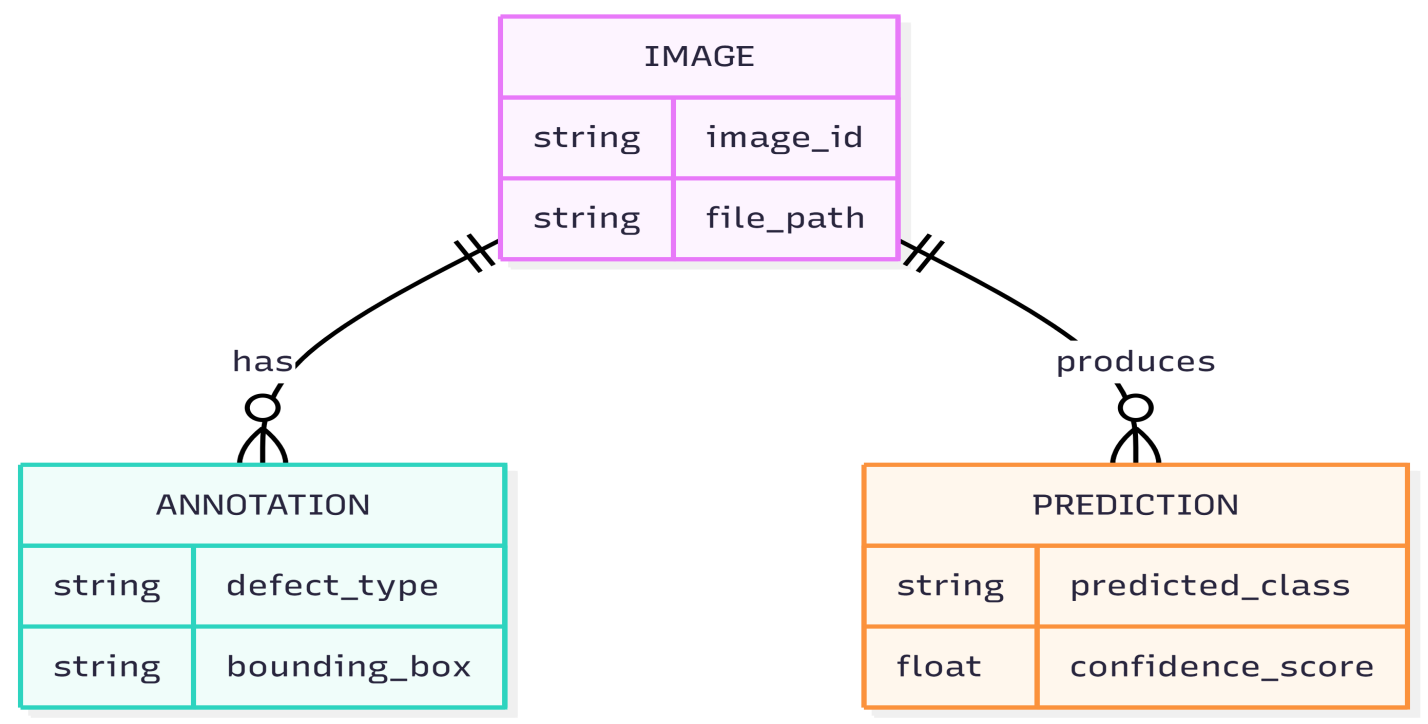 IMAGE
string image_id
string file_path
has
produces
ANNOTATION
string defect_type
string bounding_box
PREDICTION
string predicted_class
float confidence_score